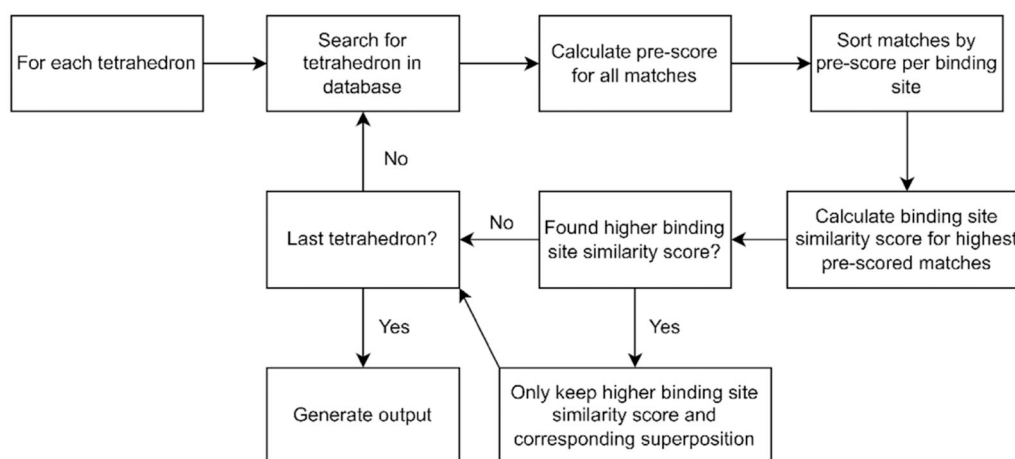 For each tetrahedron
Search for
tetrahedron in
database
Calculate pre-score
for all matches
Sort matches by
pre-score per binding
site
No
Last tetrahedron?
No
Found higher binding
site similarity score?
Calculate binding site
similarity score for highest
pre-scored matches
Yes
Yes
Generate output
Only keep higher binding site
similarity score and
corresponding superposition